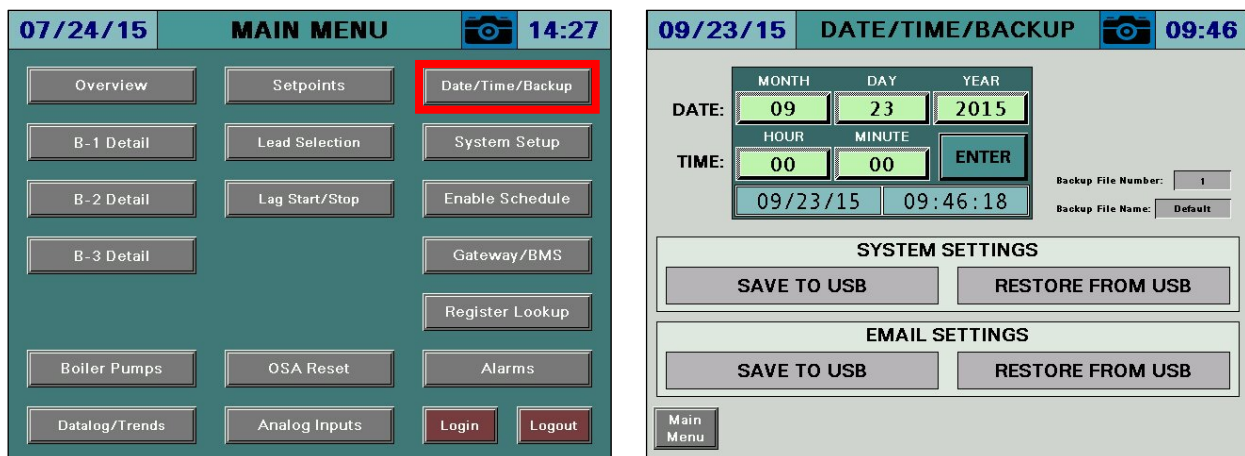 07/24/15 MAIN MENU 14:27
Overview Setpoints Date/Time/Backup
B-1 Detail Lead Selection System Setup
B-2 Detail Lag Start/Stop Enable Schedule
B-3 Detail Gateway/BMS
Register Lookup
Boiler Pumps OSA Reset Alarms
Datalog/Trends Analog Inputs Login Logout
09/23/15 DATE/TIME/BACKUP 09:46
MONTH DAY YEAR
DATE: 09 23 2015
HOUR MINUTE
TIME: 00 00 ENTER
09/23/15 09:46:18
Backup File Number: 1
Backup File Name: Default
SYSTEM SETTINGS
SAVE TO USB RESTORE FROM USB
EMAIL SETTINGS
SAVE TO USB RESTORE FROM USB
Main
Menu